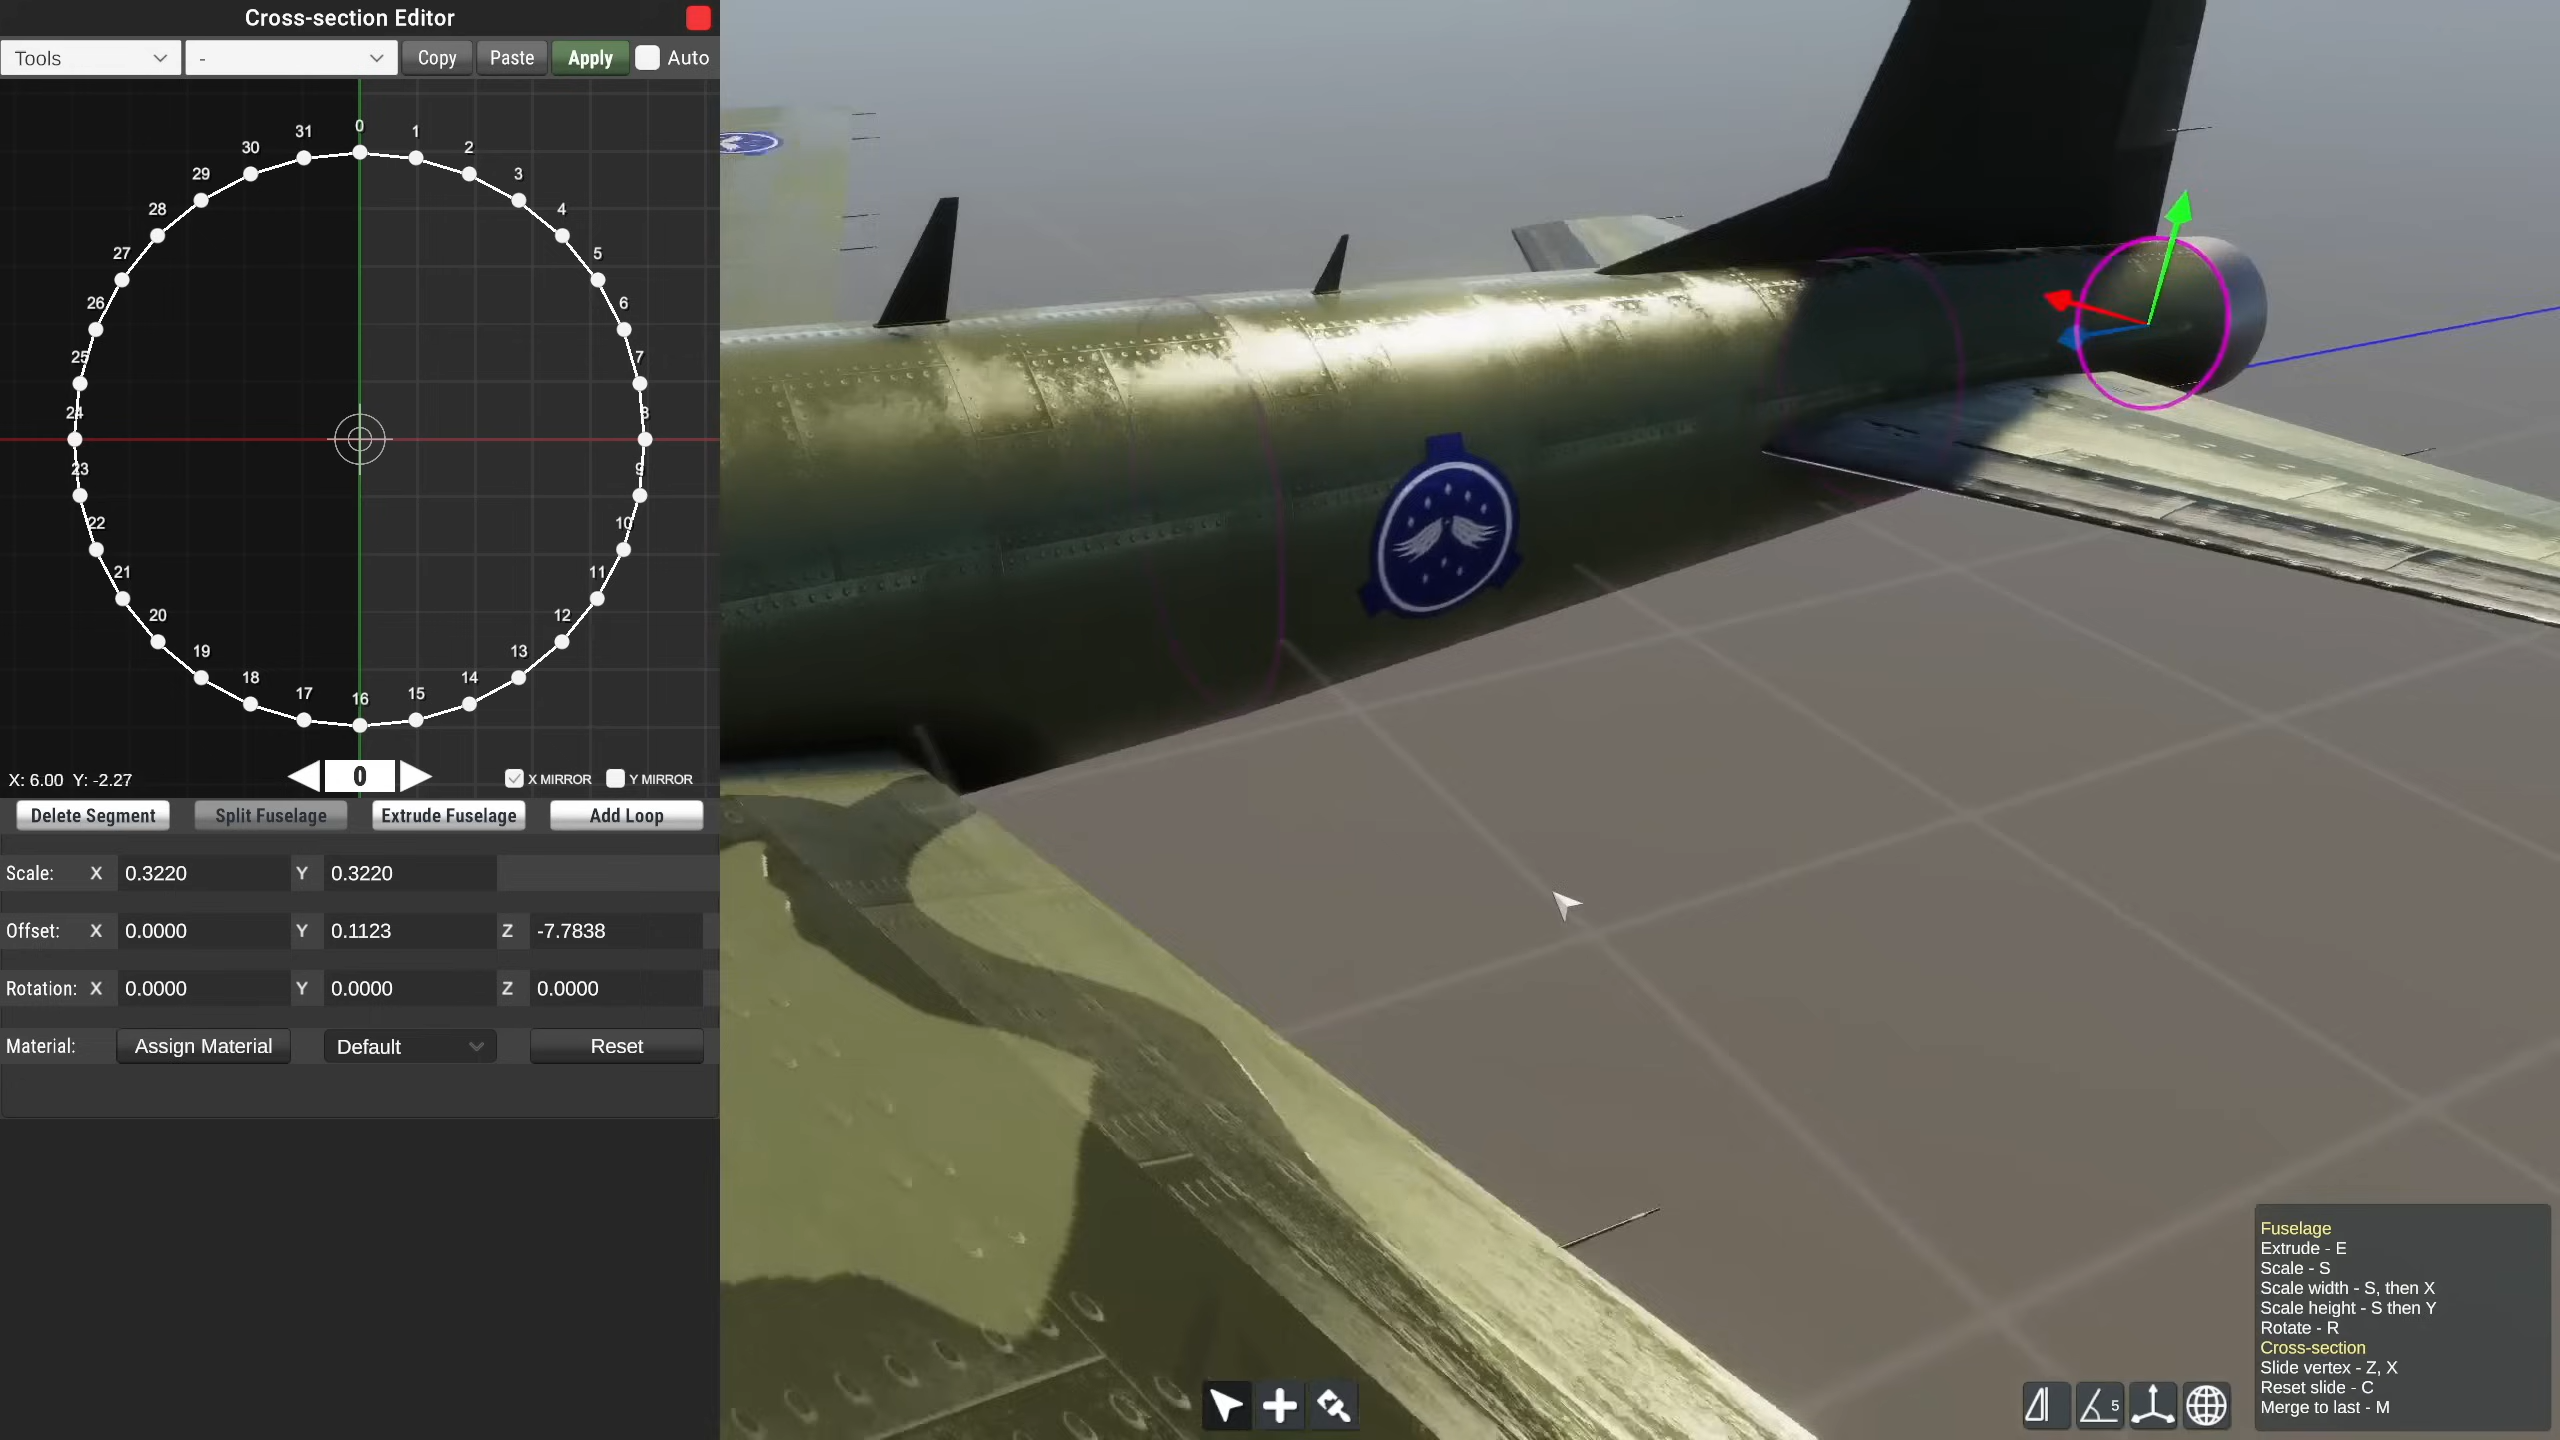 Cross-section Editor
Tools
-
Copy
Paste
Apply
Auto
0
31
1
30
2
29
3
28
4
27
5
26
6
25
7
24
8
23
9
22
10
21
11
20
12
19
13
18
14
17
15
16
X: 6.00 Y: -2.27
0
X MIRROR
Y MIRROR
Delete Segment
Split Fuselage
Extrude Fuselage
Add Loop
Scale: X 0.3220 Y 0.3220
Offset: X 0.0000 Y 0.1123 Z -7.7838
Rotation: X 0.0000 Y 0.0000 Z 0.0000
Material: Assign Material Default Reset
5
Fuselage
Extrude - E
Scale - S
Scale width - S, then X
Scale height - S then Y
Rotate - R
Cross-section
Slide vertex - Z, X
Reset slide - C
Merge to last - M